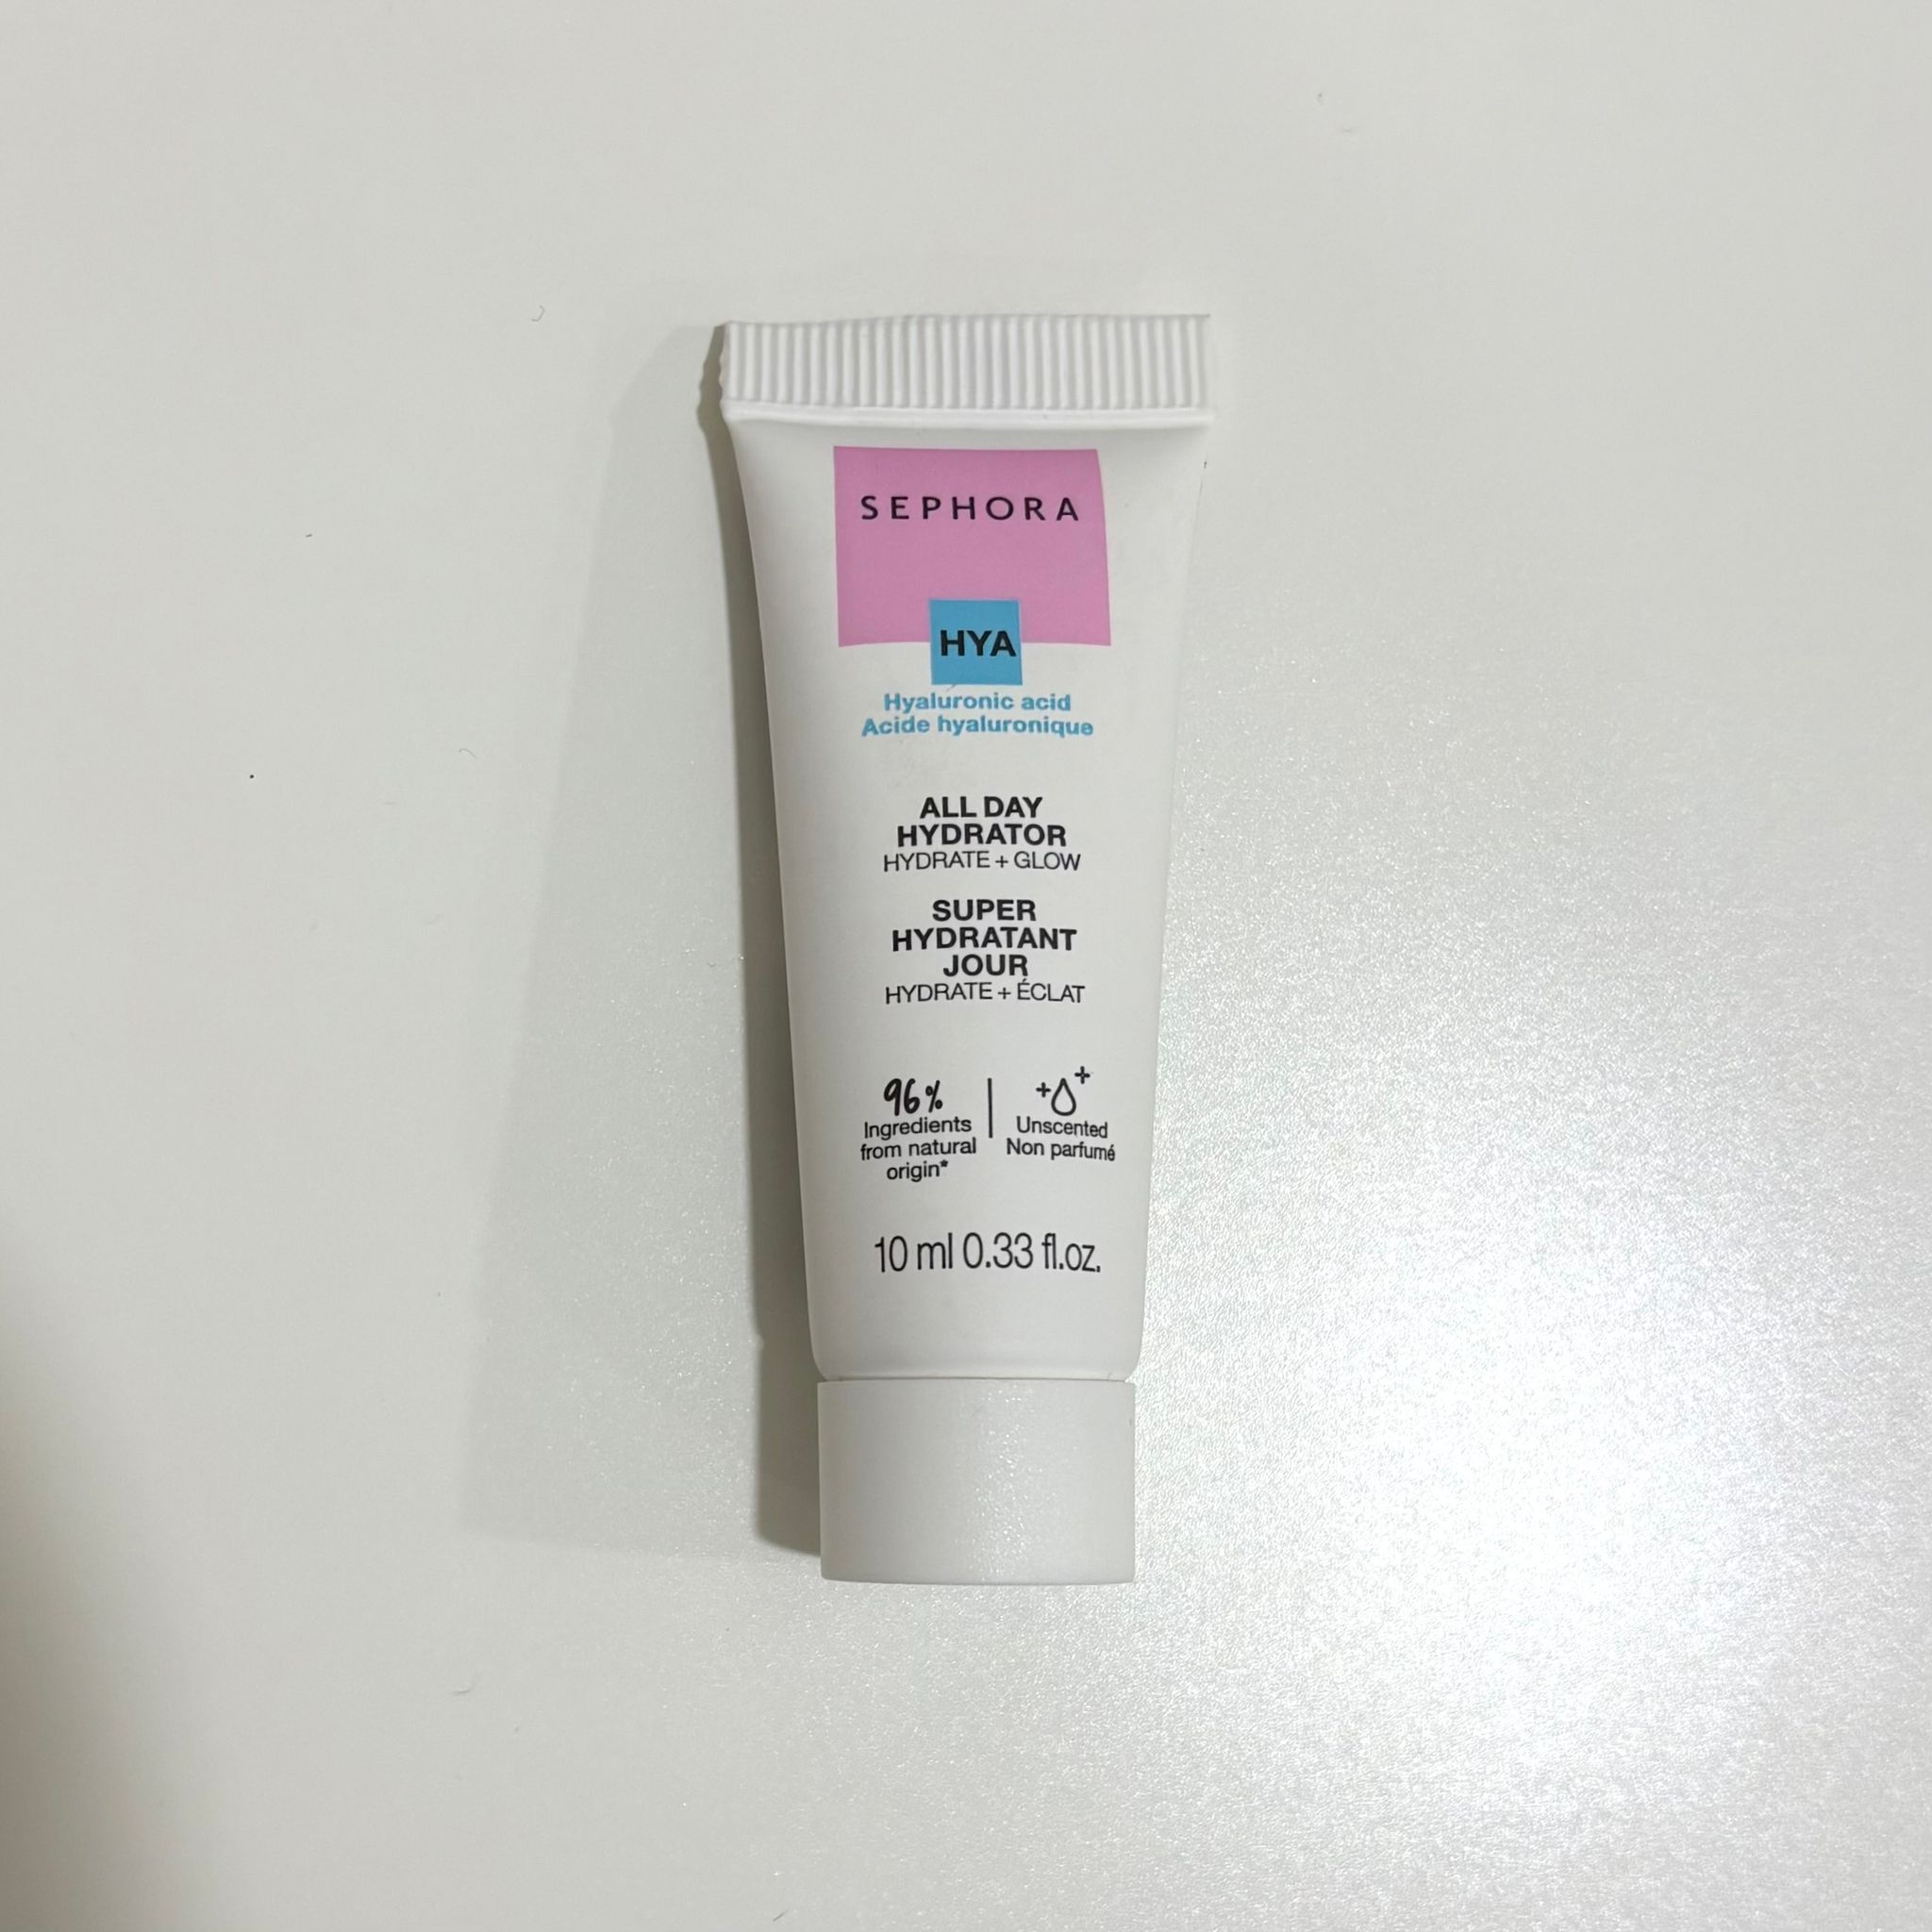 SEPHORA
HYA
Hyaluronic acid
Acide hyaluronique
ALL DAY
HYDRATOR
HYDRATE + GLOW
SUPER
HYDRATANT
JOUR
HYDRATE + ÉCLAT
96%
Ingredients
from natural
origin*
Unscented
Non parfumé
10 ml 0.33 fl.oz.